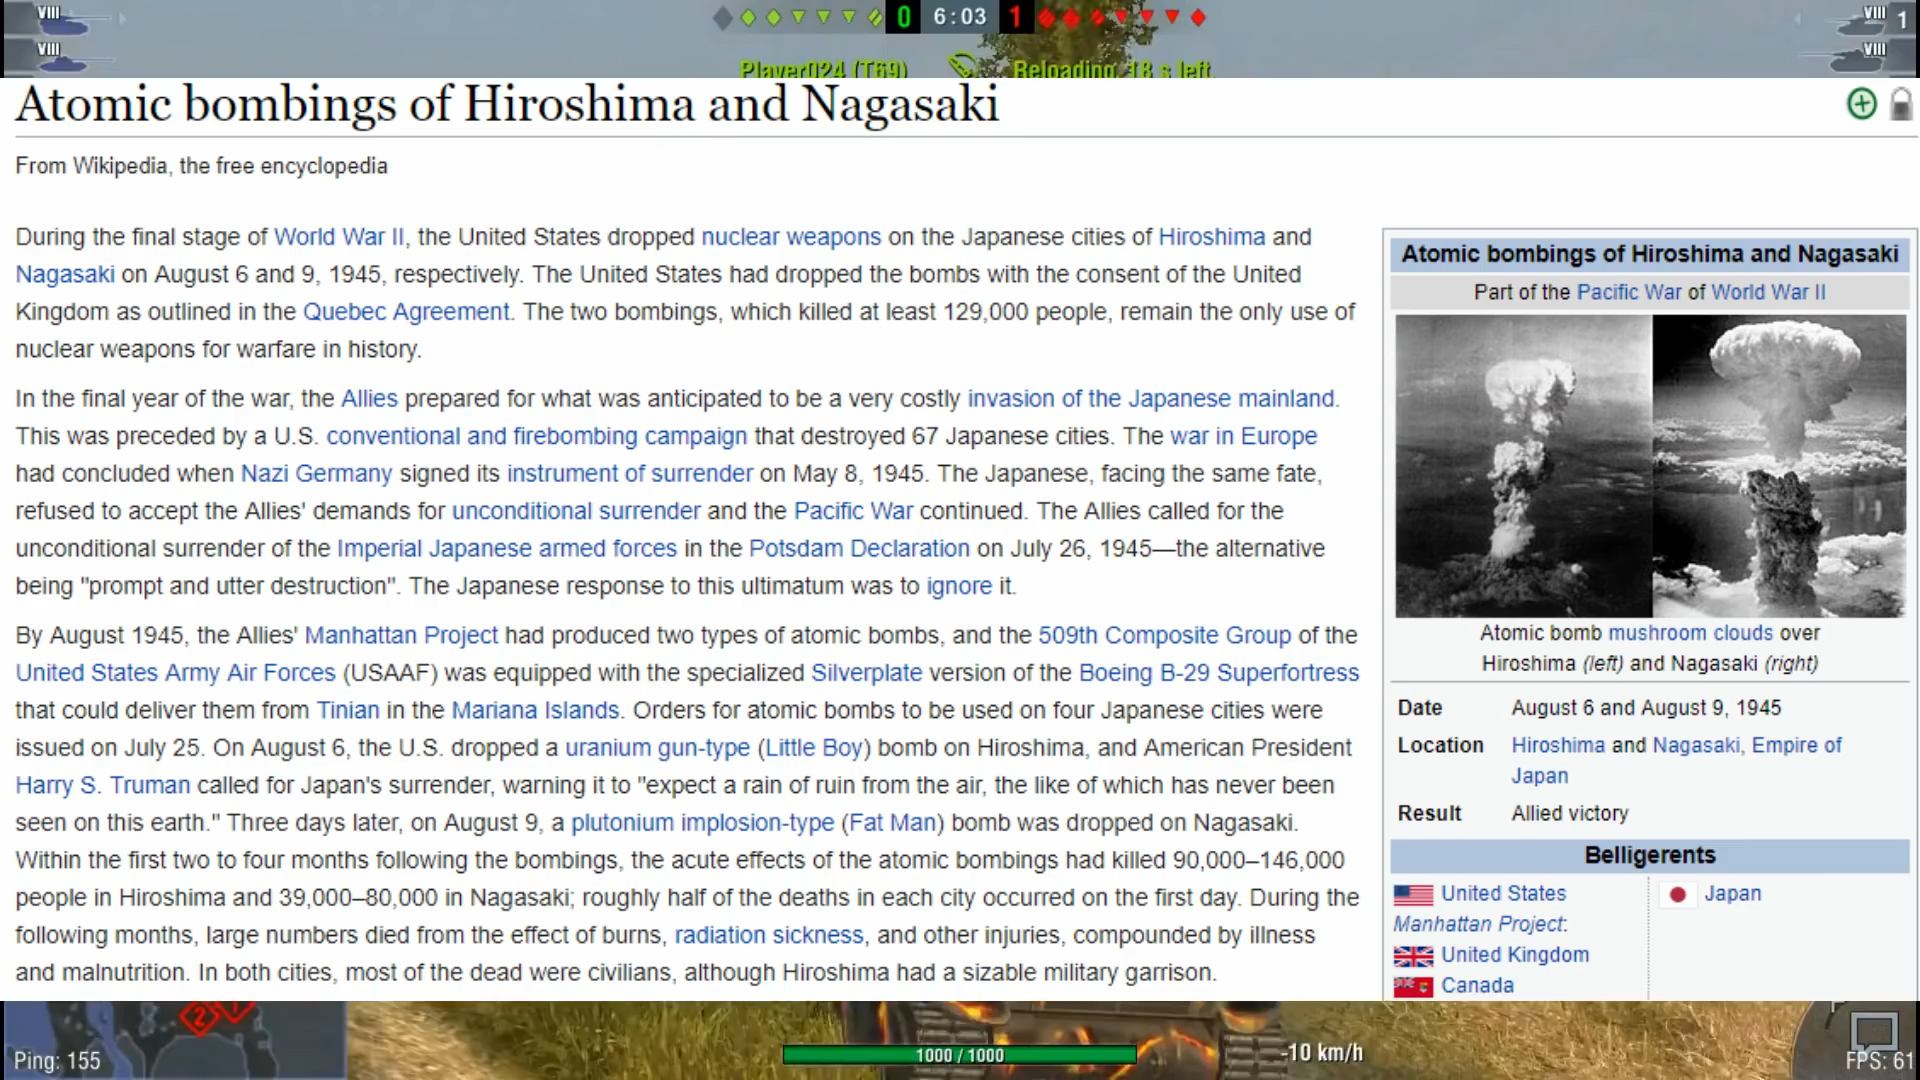 VIII
VIII
0 6:03 1
VIII 1
VIII
Player024 (T69)
Reloading. 18 s left
Atomic bombings of Hiroshima and Nagasaki
From Wikipedia, the free encyclopedia
During the final stage of World War II, the United States dropped nuclear weapons on the Japanese cities of Hiroshima and
Nagasaki on August 6 and 9, 1945, respectively. The United States had dropped the bombs with the consent of the United
Kingdom as outlined in the Quebec Agreement. The two bombings, which killed at least 129,000 people, remain the only use of
nuclear weapons for warfare in history.
In the final year of the war, the Allies prepared for what was anticipated to be a very costly invasion of the Japanese mainland.
This was preceded by a U.S. conventional and firebombing campaign that destroyed 67 Japanese cities. The war in Europe
had concluded when Nazi Germany signed its instrument of surrender on May 8, 1945. The Japanese, facing the same fate,
refused to accept the Allies' demands for unconditional surrender and the Pacific War continued. The Allies called for the
unconditional surrender of the Imperial Japanese armed forces in the Potsdam Declaration on July 26, 1945—the alternative
being "prompt and utter destruction". The Japanese response to this ultimatum was to ignore it.
By August 1945, the Allies' Manhattan Project had produced two types of atomic bombs, and the 509th Composite Group of the
United States Army Air Forces (USAAF) was equipped with the specialized Silverplate version of the Boeing B-29 Superfortress
that could deliver them from Tinian in the Mariana Islands. Orders for atomic bombs to be used on four Japanese cities were
issued on July 25. On August 6, the U.S. dropped a uranium gun-type (Little Boy) bomb on Hiroshima, and American President
Harry S. Truman called for Japan's surrender, warning it to "expect a rain of ruin from the air, the like of which has never been
seen on this earth." Three days later, on August 9, a plutonium implosion-type (Fat Man) bomb was dropped on Nagasaki.
Within the first two to four months following the bombings, the acute effects of the atomic bombings had killed 90,000–146,000
people in Hiroshima and 39,000–80,000 in Nagasaki; roughly half of the deaths in each city occurred on the first day. During the
following months, large numbers died from the effect of burns, radiation sickness, and other injuries, compounded by illness
and malnutrition. In both cities, most of the dead were civilians, although Hiroshima had a sizable military garrison.
Atomic bombings of Hiroshima and Nagasaki
Part of the Pacific War of World War II
Atomic bomb mushroom clouds over
Hiroshima (left) and Nagasaki (right)
Date August 6 and August 9, 1945
Location Hiroshima and Nagasaki, Empire of
Japan
Result Allied victory
Belligerents
United States
Manhattan Project:
United Kingdom
Canada
Japan
2
Ping: 155
1000 / 1000
-10 km/h
FPS: 61